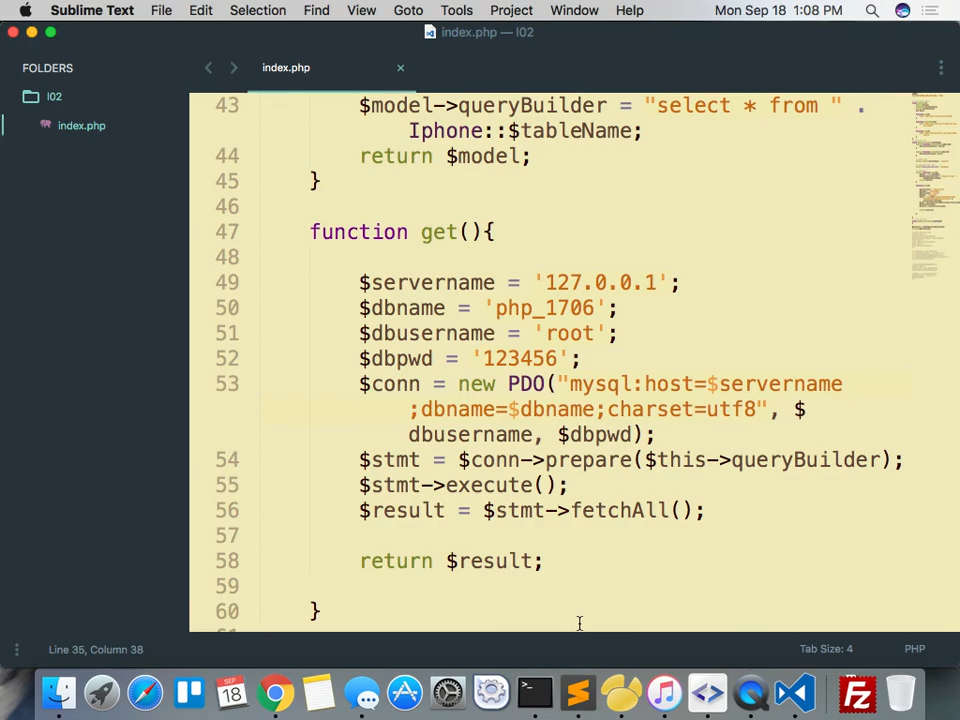 Sublime Text File Edit Selection Find View Goto Tools Project Window Help Mon Sep 18 1:08 PM
index.php — l02
FOLDERS
index.php ×
l02
index.php
43 $model->queryBuilder = "select * from " .
Iphone::$tableName;
44 return $model;
45 }
46
47 function get(){
48
49 $servername = '127.0.0.1';
50 $dbname = 'php_1706';
51 $dbusername = 'root';
52 $dbpwd = '123456';
53 $conn = new PDO("mysql:host=$servername
;dbname=$dbname;charset=utf8", $
dbusername, $dbpwd);
54 $stmt = $conn->prepare($this->queryBuilder);
55 $stmt->execute();
56 $result = $stmt->fetchAll();
57
58 return $result;
59
60 }
Line 35, Column 38 Tab Size: 4 PHP
SEP
18